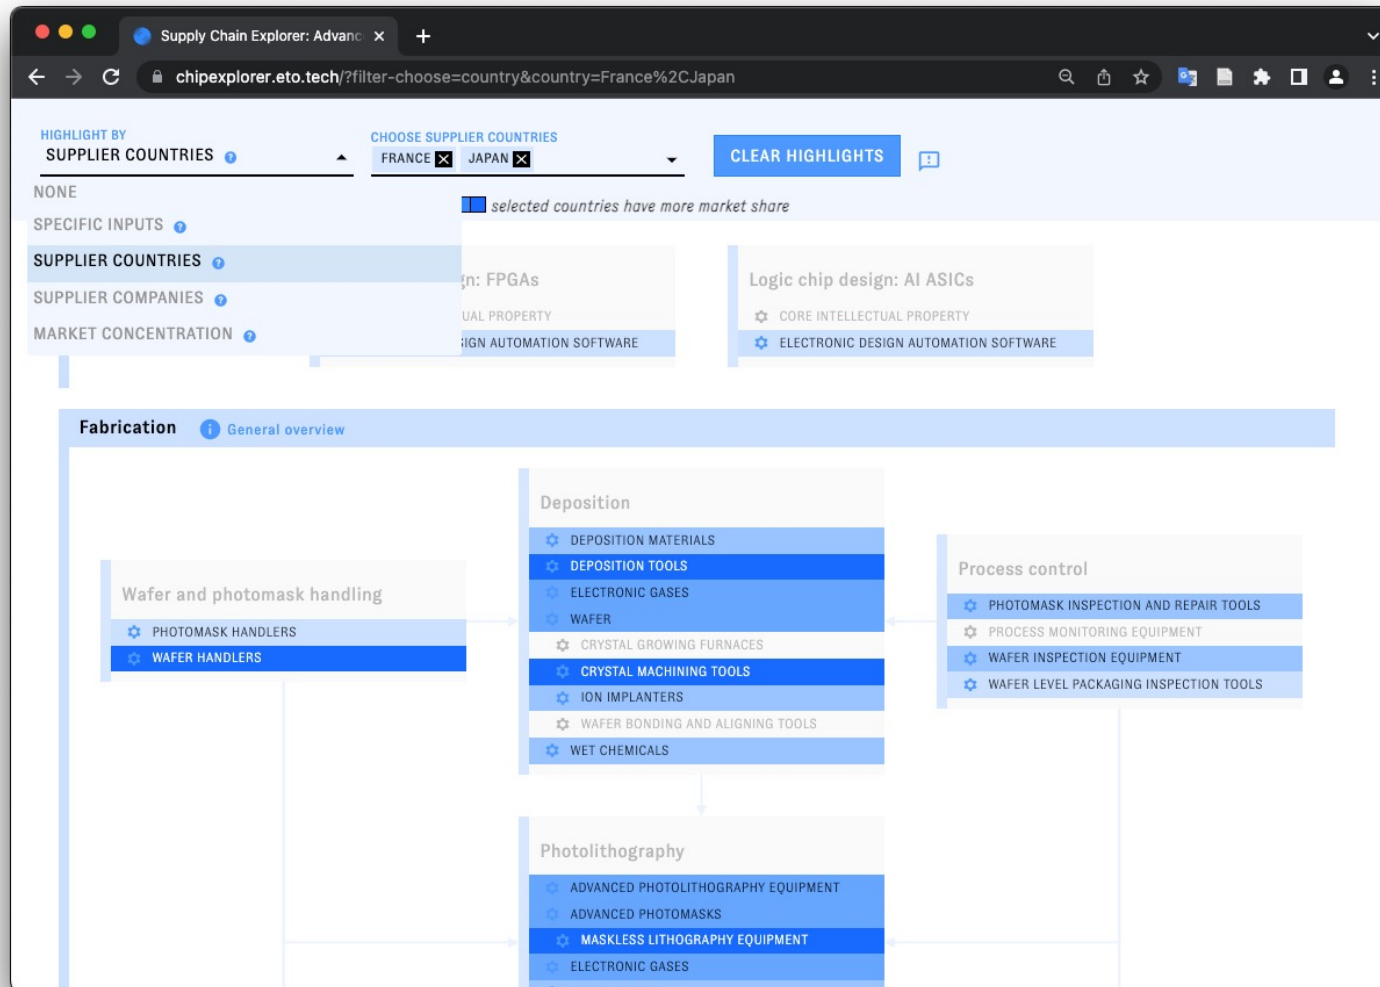 Supply Chain Explorer: Advanc
chipexplorer.eto.tech/?filter-choose=country&country=France%2CJapan
HIGHLIGHT BY
SUPPLIER COUNTRIES
CHOOSE SUPPLIER COUNTRIES
FRANCE JAPAN
CLEAR HIGHLIGHTS
NONE
SPECIFIC INPUTS
SUPPLIER COUNTRIES
SUPPLIER COMPANIES
MARKET CONCENTRATION
selected countries have more market share
gn: FPGAs
UAL PROPERTY
SIGN AUTOMATION SOFTWARE
Logic chip design: AI ASICs
CORE INTELLECTUAL PROPERTY
ELECTRONIC DESIGN AUTOMATION SOFTWARE
Fabrication
General overview
Wafer and photomask handling
PHOTOMASK HANDLERS
WAFER HANDLERS
Deposition
DEPOSITION MATERIALS
DEPOSITION TOOLS
ELECTRONIC GASES
WAFER
CRYSTAL GROWING FURNACES
CRYSTAL MACHINING TOOLS
ION IMPLANTERS
WAFER BONDING AND ALIGNING TOOLS
WET CHEMICALS
Process control
PHOTOMASK INSPECTION AND REPAIR TOOLS
PROCESS MONITORING EQUIPMENT
WAFER INSPECTION EQUIPMENT
WAFER LEVEL PACKAGING INSPECTION TOOLS
Photolithography
ADVANCED PHOTOLITHOGRAPHY EQUIPMENT
ADVANCED PHOTOMASKS
MASKLESS LITHOGRAPHY EQUIPMENT
ELECTRONIC GASES